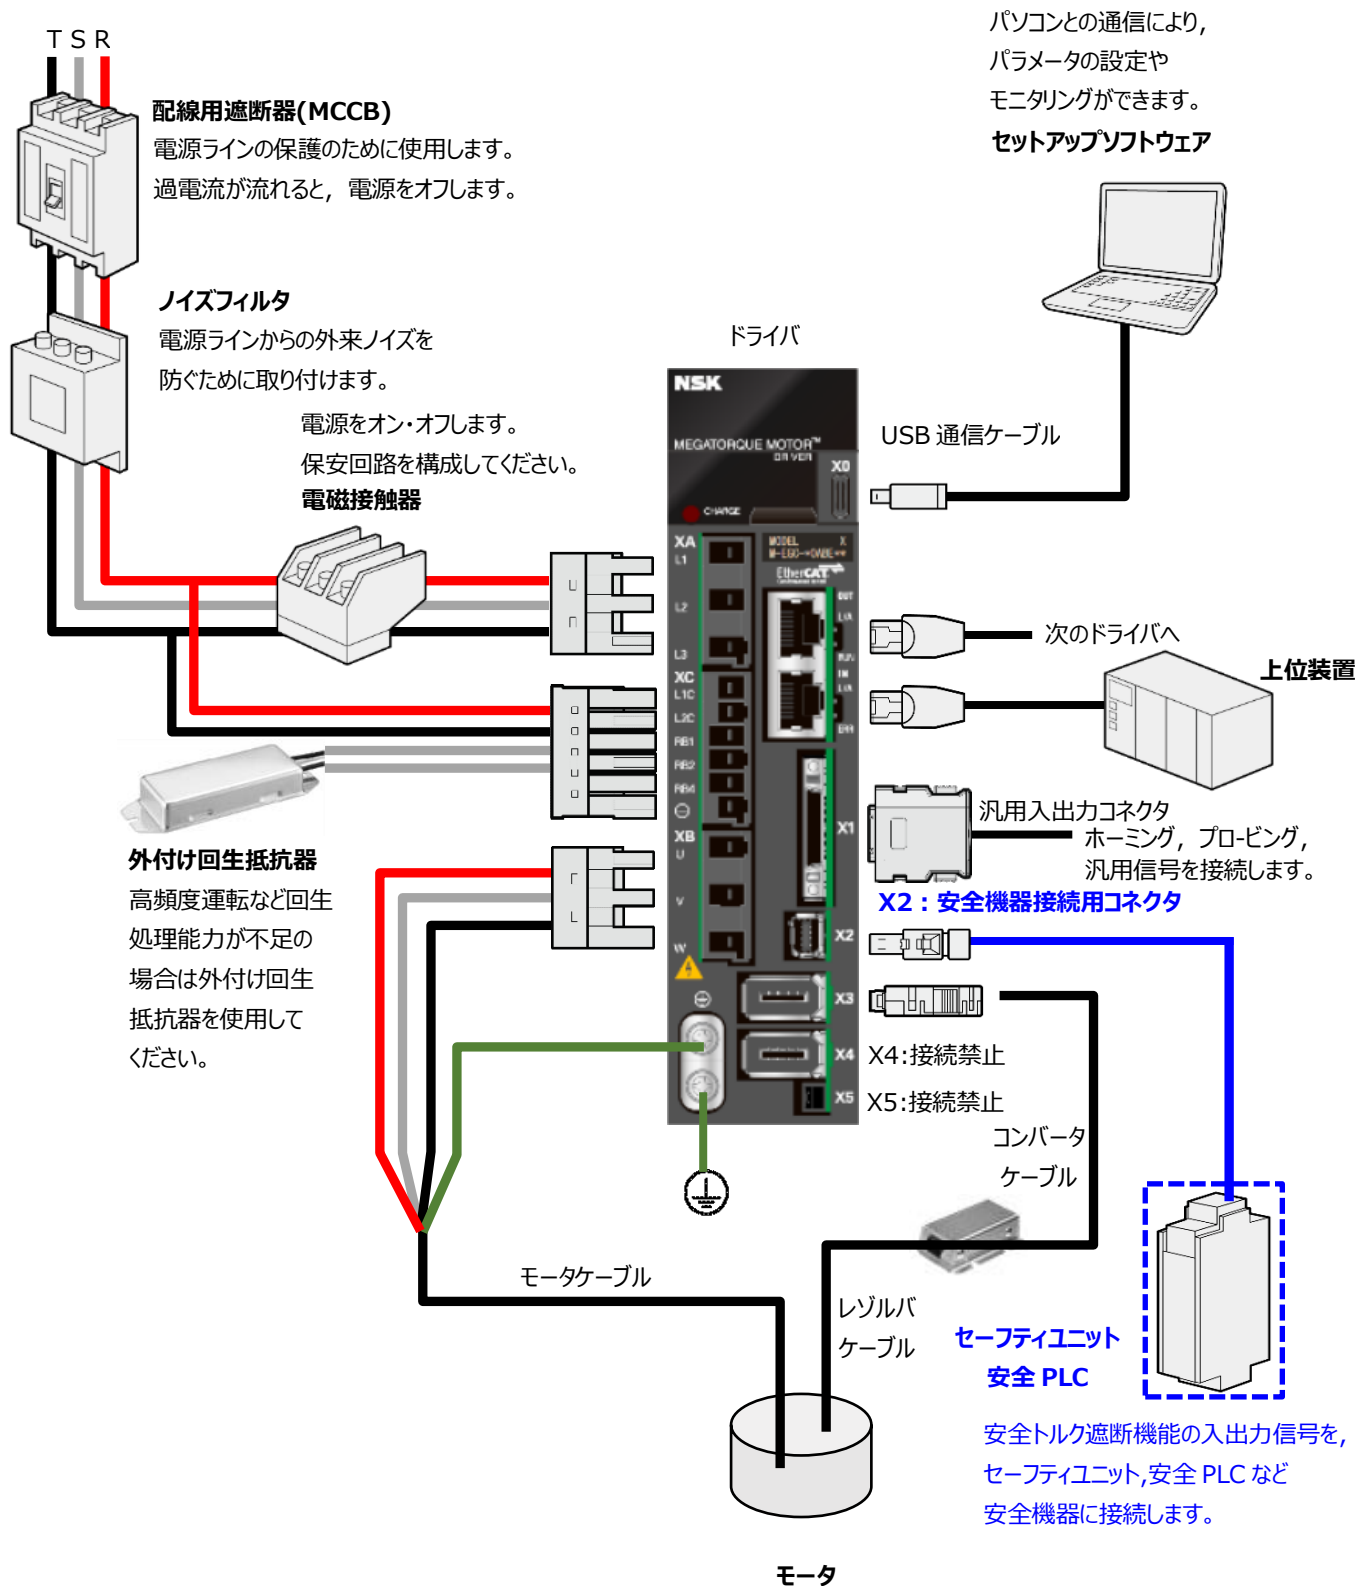 T S R
配線用遮断器(MCCB)
電源ラインの保護のために使用します。
過電流が流れると，電源をオフします。
パソコンとの通信により，
パラメータの設定や
モニタリングができます。
セットアップソフトウェア
ノイズフィルタ
電源ラインからの外来ノイズを
防ぐために取り付けます。
電源をオン・オフします。
保安回路を構成してください。
電磁接触器
ドライバ
NSK
MEGATORQUE MOTOR™
DRIVER
X0
CHARGE
USB 通信ケーブル
XA
L1
L2
L3
XC
L1C
L2C
RB1
RB2
RB4
⊖
XB
U
V
W
MODEL X
EtherCAT
OUT
L/A
RUN
IN
L/A
ERR
X1
X2
X3
X4
X5
次のドライバへ
上位装置
汎用入出力コネクタ
ホーミング，プロ-ビング，
汎用信号を接続します。
X2：安全機器接続用コネクタ
X4:接続禁止
X5:接続禁止
外付け回生抵抗器
高頻度運転など回生
処理能力が不足の
場合は外付け回生
抵抗器を使用して
ください。
コンバータ
ケーブル
モータケーブル
レゾルバ
ケーブル
セーフティユニット
安全 PLC
安全トルク遮断機能の入出力信号を，
セーフティユニット,安全 PLC など
安全機器に接続します。
モータ